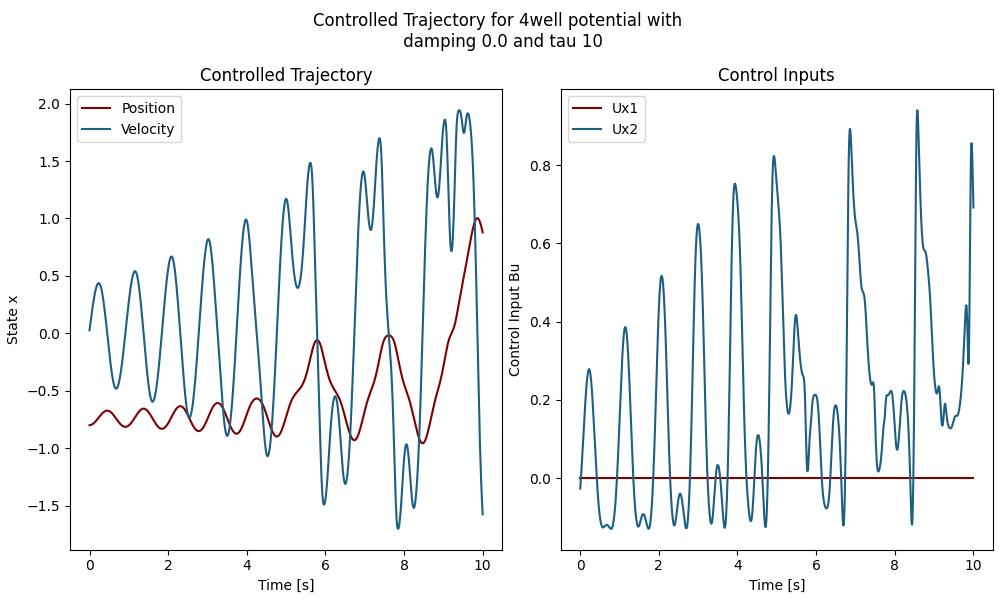 Controlled Trajectory for 4well potential with
damping 0.0 and tau 10
Controlled Trajectory
Position
Velocity
State x
2.0
1.5
1.0
0.5
0.0
−0.5
−1.0
−1.5
0 2 4 6 8 10
Time [s]
Control Inputs
Ux1
Ux2
Control Input Bu
0.8
0.6
0.4
0.2
0.0
0 2 4 6 8 10
Time [s]